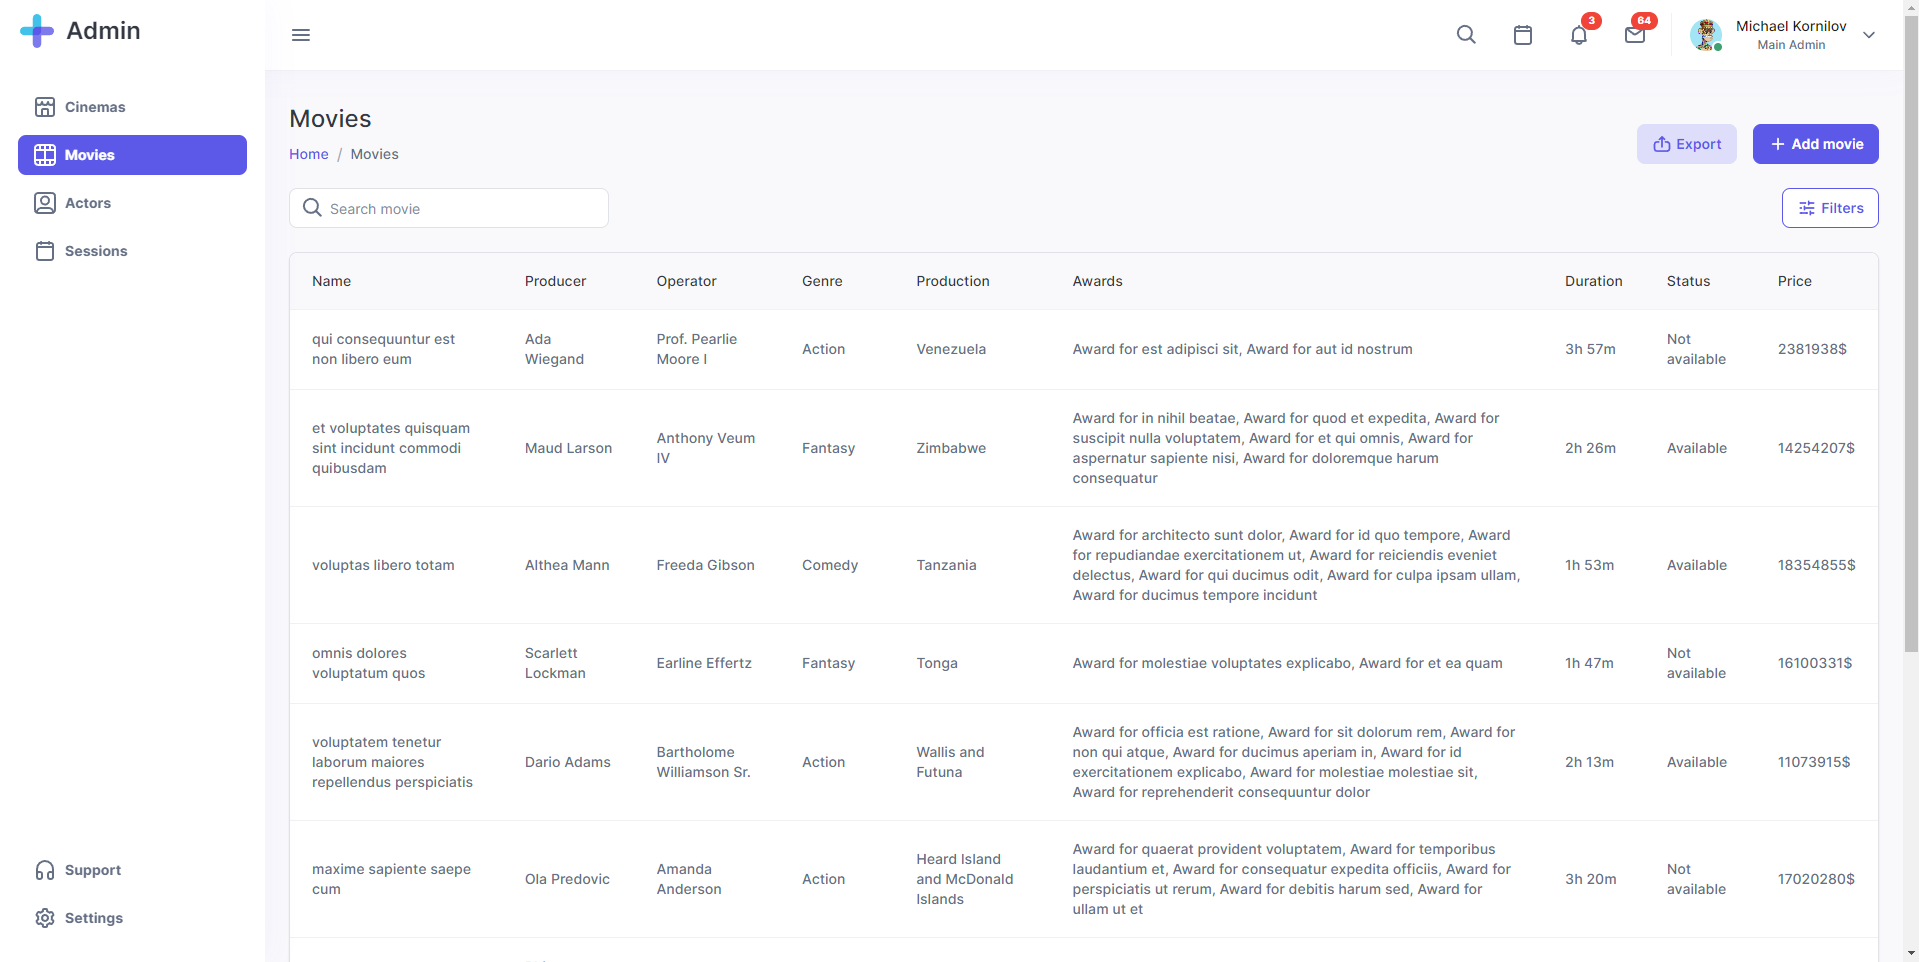 Admin
3
64
Michael Kornilov
Main Admin
Cinemas
Movies
Actors
Sessions
Support
Settings
Movies
Home / Movies
Export
Add movie
Search movie
Filters
Name Producer Operator Genre Production Awards Duration Status Price
qui consequuntur est
non libero eum
Ada
Wiegand
Prof. Pearlie
Moore I
Action
Venezuela
Award for est adipisci sit, Award for aut id nostrum
3h 57m
Not
available
2381938$
et voluptates quisquam
sint incidunt commodi
quibusdam
Maud Larson
Anthony Veum
IV
Fantasy
Zimbabwe
Award for in nihil beatae, Award for quod et expedita, Award for
suscipit nulla voluptatem, Award for et qui omnis, Award for
aspernatur sapiente nisi, Award for doloremque harum
consequatur
2h 26m
Available
14254207$
voluptas libero totam
Althea Mann
Freeda Gibson
Comedy
Tanzania
Award for architecto sunt dolor, Award for id quo tempore, Award
for repudiandae exercitationem ut, Award for reiciendis eveniet
delectus, Award for qui ducimus odit, Award for culpa ipsam ullam,
Award for ducimus tempore incidunt
1h 53m
Available
18354855$
omnis dolores
voluptatum quos
Scarlett
Lockman
Earline Effertz
Fantasy
Tonga
Award for molestiae voluptates explicabo, Award for et ea quam
1h 47m
Not
available
16100331$
voluptatem tenetur
laborum maiores
repellendus perspiciatis
Dario Adams
Bartholome
Williamson Sr.
Action
Wallis and
Futuna
Award for officia est ratione, Award for sit dolorum rem, Award for
non qui atque, Award for ducimus aperiam in, Award for id
exercitationem explicabo, Award for molestiae molestiae sit,
Award for reprehenderit consequuntur dolor
2h 13m
Available
11073915$
maxime sapiente saepe
cum
Ola Predovic
Amanda
Anderson
Action
Heard Island
and McDonald
Islands
Award for quaerat provident voluptatem, Award for temporibus
laudantium et, Award for consequatur expedita officiis, Award for
perspiciatis ut rerum, Award for debitis harum sed, Award for
ullam ut et
3h 20m
Not
available
17020280$